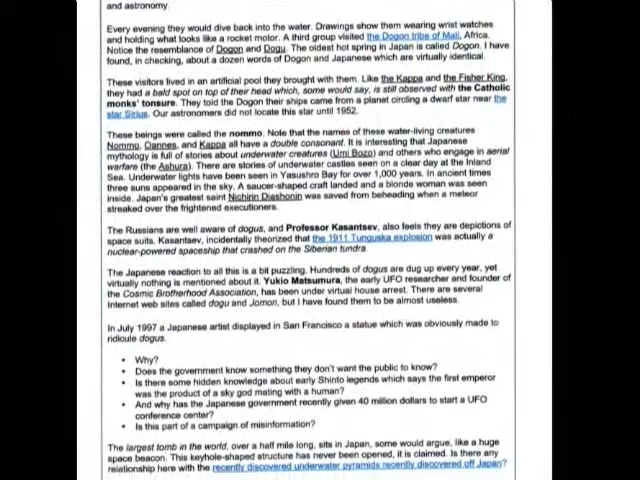 and astronomy.
Every evening they would dive back into the water. Drawings show them wearing wrist watches
and holding what looks like a rocket motor. A third group visited the Dogon tribe of Mali, Africa.
Notice the resemblance of Dogon and Dogu. The oldest hot spring in Japan is called Dogon. I have
found, in checking, about a dozen words of Dogon and Japanese which are virtually identical.
These visitors lived in an artificial pool they brought with them. Like the Kappa and the Fisher King,
they had a bald spot on top of their head which, some would say, is still observed with the Catholic
monks' tonsure. They told the Dogon their ships came from a planet circling a dwarf star near the
star Sirius. Our astronomers did not locate this star until 1952.
These beings were called the nommo. Note that the names of these water-living creatures
Nommo, Oannes, and Kappa all have a double consonant. It is interesting that Japanese
mythology is full of stories about underwater creatures (Umi Bozo) and others who engage in aerial
warfare (the Ashura). There are stories of underwater castles seen on a clear day at the Inland
Sea. Underwater lights have been seen in Yasushro Bay for over 1,000 years. In ancient times
three suns appeared in the sky. A saucer-shaped craft landed and a blonde woman was seen
inside. Japan's greatest saint Nichirin Diashonin was saved from beheading when a meteor
streaked over the frightened executioners.
The Russians are well aware of dogus, and Professor Kasantsev, also feels they are depictions of
space suits. Kasantsev, incidentally theorized that the 1911 Tunguska explosion was actually a
nuclear-powered spaceship that crashed on the Siberian tundra.
The Japanese reaction to all this is a bit puzzling. Hundreds of dogus are dug up every year, yet
virtually nothing is mentioned about it. Yukio Matsumura, the early UFO researcher and founder of
the Cosmic Brotherhood Association, has been under virtual house arrest. There are several
Internet web sites called dogu and Jomon, but I have found them to be almost useless.
In July 1997 a Japanese artist displayed in San Francisco a statue which was obviously made to
ridicule dogus.
• Why?
• Does the government know something they don't want the public to know?
• Is there some hidden knowledge about early Shinto legends which says the first emperor
was the product of a sky god mating with a human?
• And why has the Japanese government recently given 40 million dollars to start a UFO
conference center?
• Is this part of a campaign of misinformation?
The largest tomb in the world, over a half mile long, sits in Japan, some would argue, like a huge
space beacon. This keyhole-shaped structure has never been opened, it is claimed. Is there any
relationship here with the recently discovered underwater pyramids recently discovered off Japan?